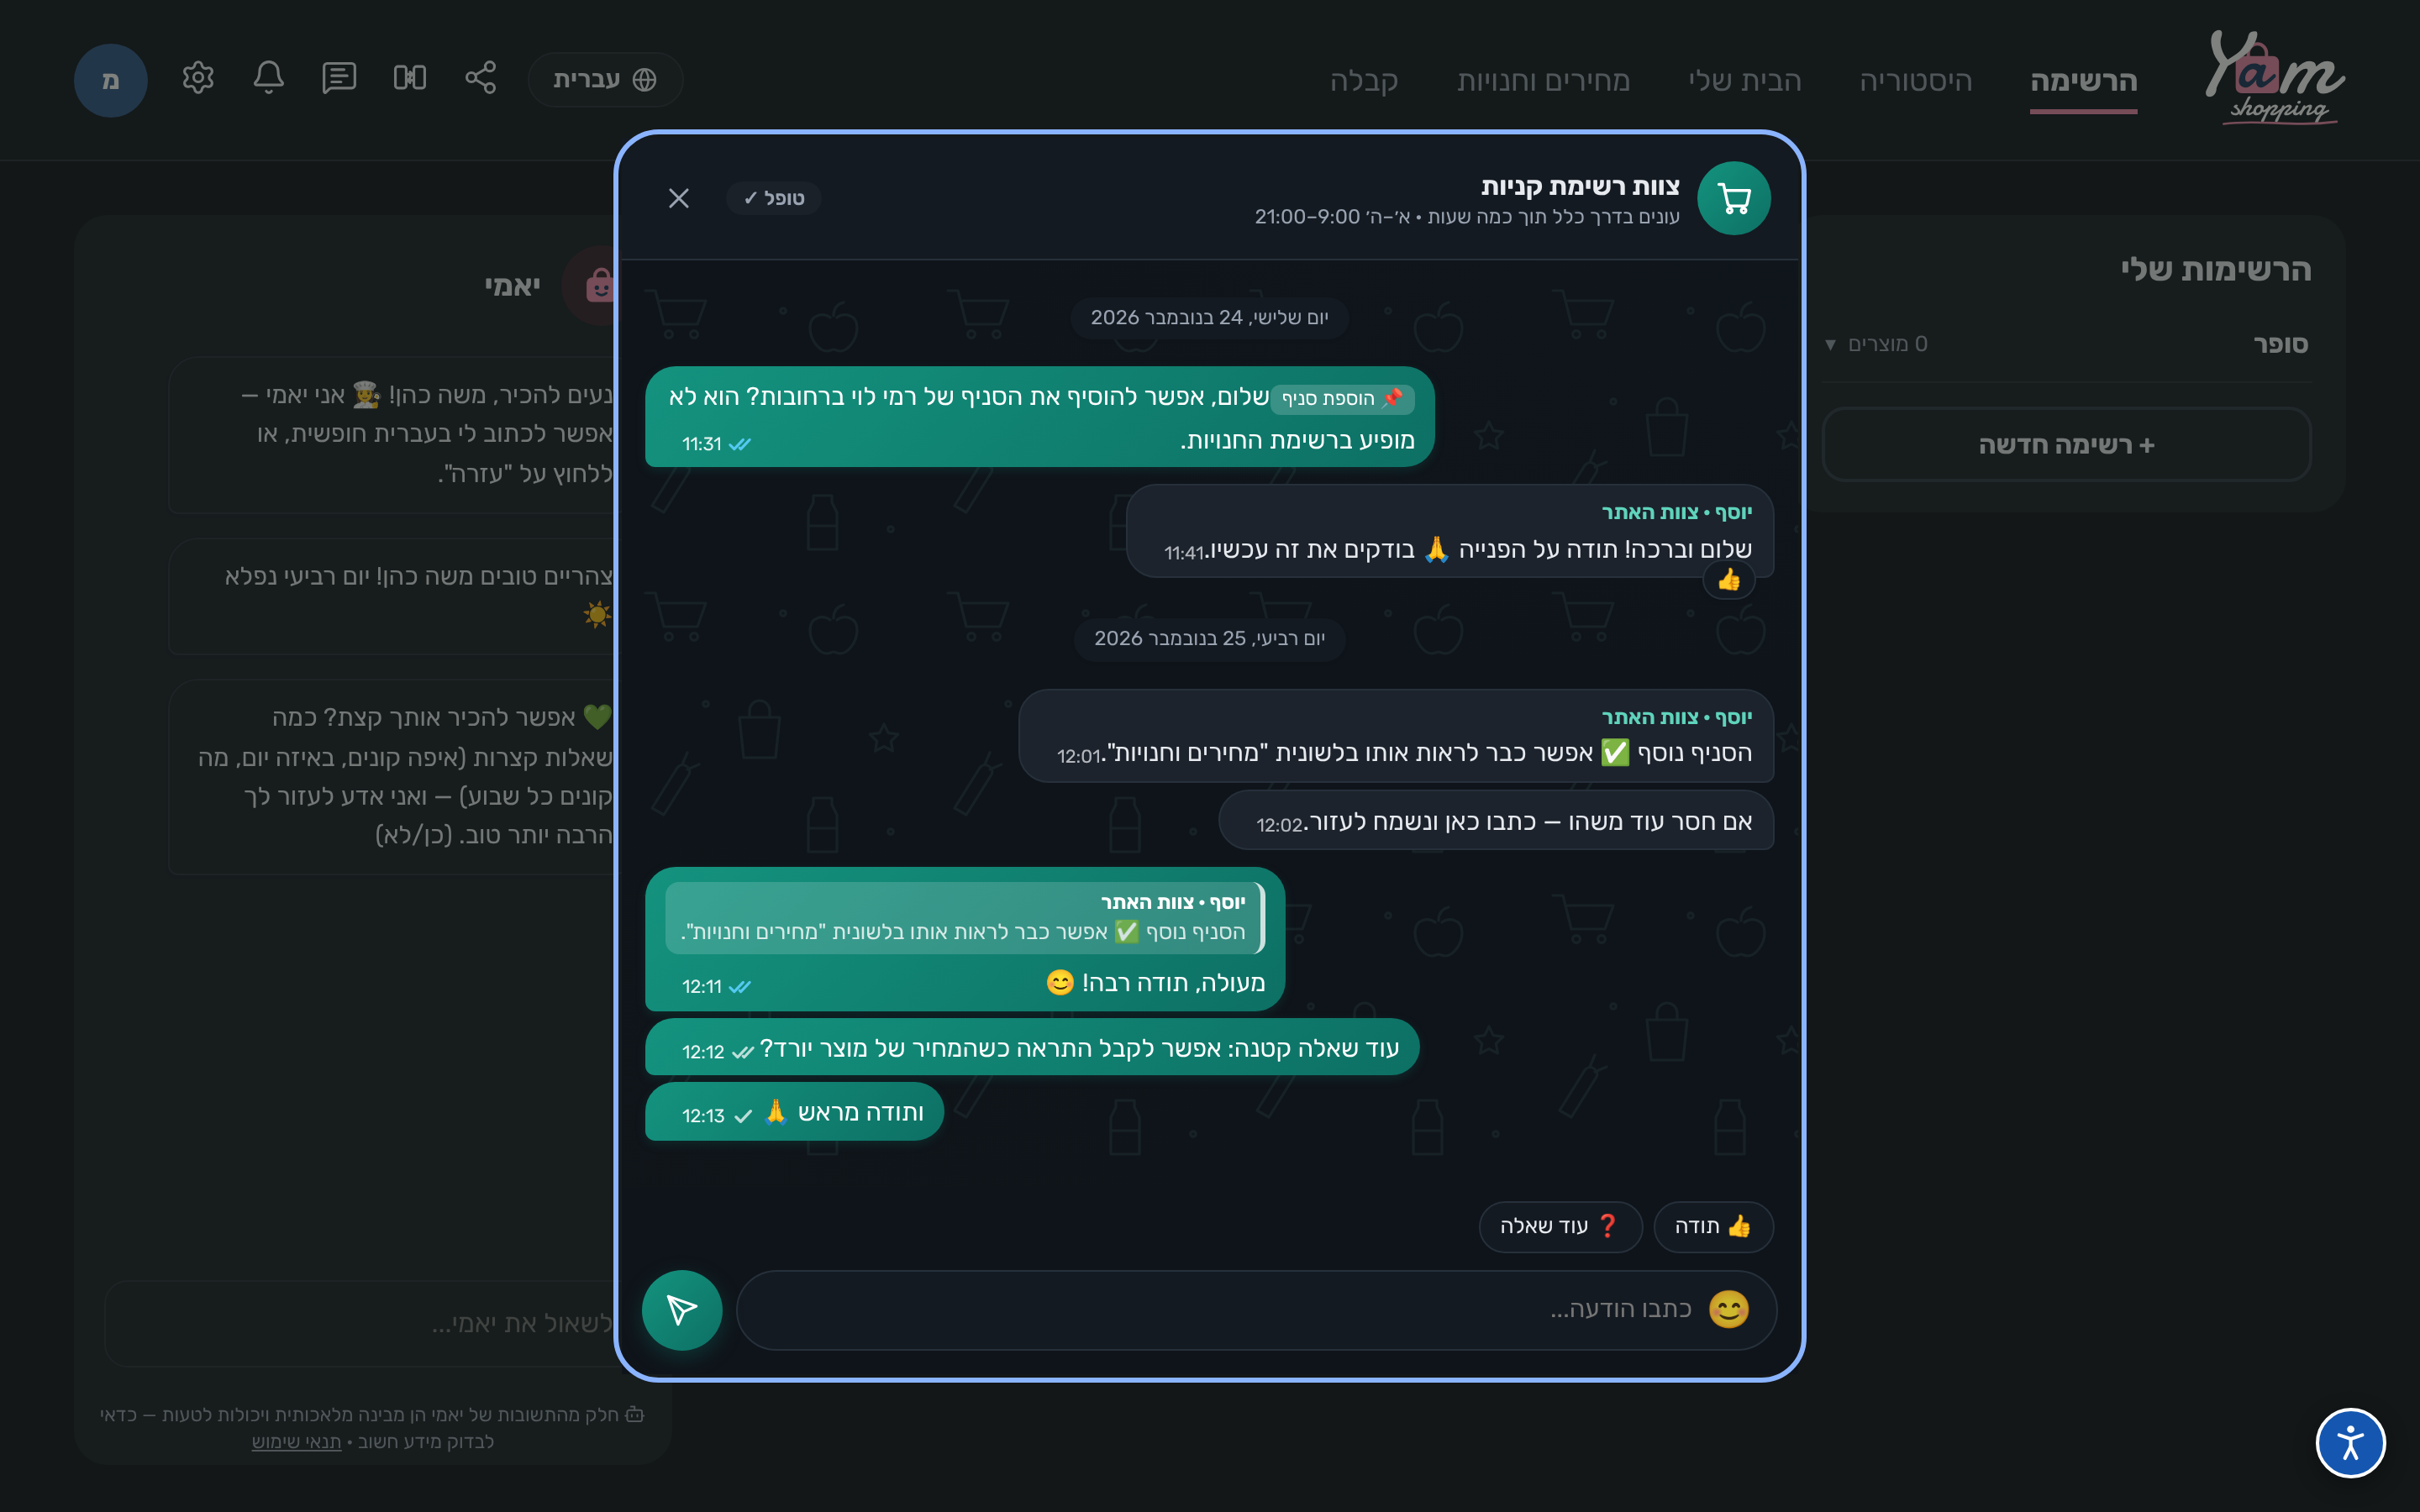 Yam
shopping
הרשימה
היסטוריה
הבית שלי
מחירים וחנויות
קבלה
עברית
מ
הרשימות שלי
סופר
0 מוצרים ▼
+ רשימה חדשה
צוות רשימת קניות
עונים בדרך כלל תוך כמה שעות • א׳–ה׳ 9:00–21:00
טופל ✓
יום שלישי, 24 בנובמבר 2026
📌 הוספת סניף שלום, אפשר להוסיף את הסניף של רמי לוי ברחובות? הוא לא
מופיע ברשימת החנויות.
11:31
יוסף • צוות האתר
שלום וברכה! תודה על הפנייה 🙏 בודקים את זה עכשיו. 11:41
👍
יום רביעי, 25 בנובמבר 2026
יוסף • צוות האתר
הסניף נוסף ✅ אפשר כבר לראות אותו בלשונית "מחירים וחנויות". 12:01
אם חסר עוד משהו – כתבו כאן ונשמח לעזור. 12:02
יוסף • צוות האתר
הסניף נוסף ✅ אפשר כבר לראות אותו בלשונית "מחירים וחנויות".
מעולה, תודה רבה! 😊 12:11
עוד שאלה קטנה: אפשר לקבל התראה כשהמחיר של מוצר יורד? 12:12
ותודה מראש 🙏 12:13
👍 תודה
❓ עוד שאלה
כתבו הודעה...
יאמי
נעים להכיר, משה כהן! 👨‍🍳 אני יאמי –
אפשר לכתוב לי בעברית חופשית, או
ללחוץ על "עזרה".
צהריים טובים משה כהן! יום רביעי נפלא
☀️
💚 אפשר להכיר אותך קצת? כמה
שאלות קצרות (איפה קונים, באיזה יום, מה
קונים כל שבוע) – ואני אדע לעזור לך
הרבה יותר טוב. (כן/לא)
לשאול את יאמי...
חלק מהתשובות של יאמי הן מבינה מלאכותית ויכולות לטעות – כדאי
לבדוק מידע חשוב • תנאי שימוש